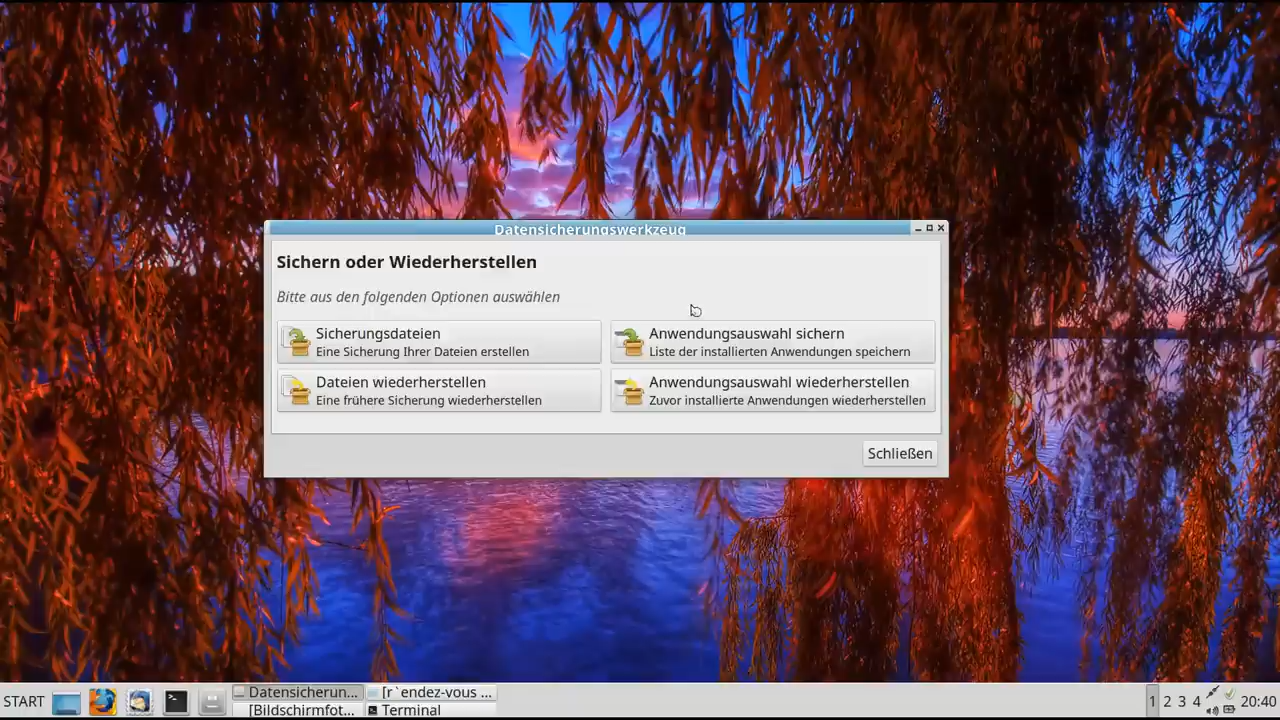 Datensicherungswerkzeug
Sichern oder Wiederherstellen
Bitte aus den folgenden Optionen auswählen
Sicherungsdateien
Eine Sicherung Ihrer Dateien erstellen
Anwendungsauswahl sichern
Liste der installierten Anwendungen speichern
Dateien wiederherstellen
Eine frühere Sicherung wiederherstellen
Anwendungsauswahl wiederherstellen
Zuvor installierte Anwendungen wiederherstellen
Schließen
START
Datensicherun...
[r`endez-vous ...
[Bildschirmfot...
Terminal
1 2 3 4
20:40